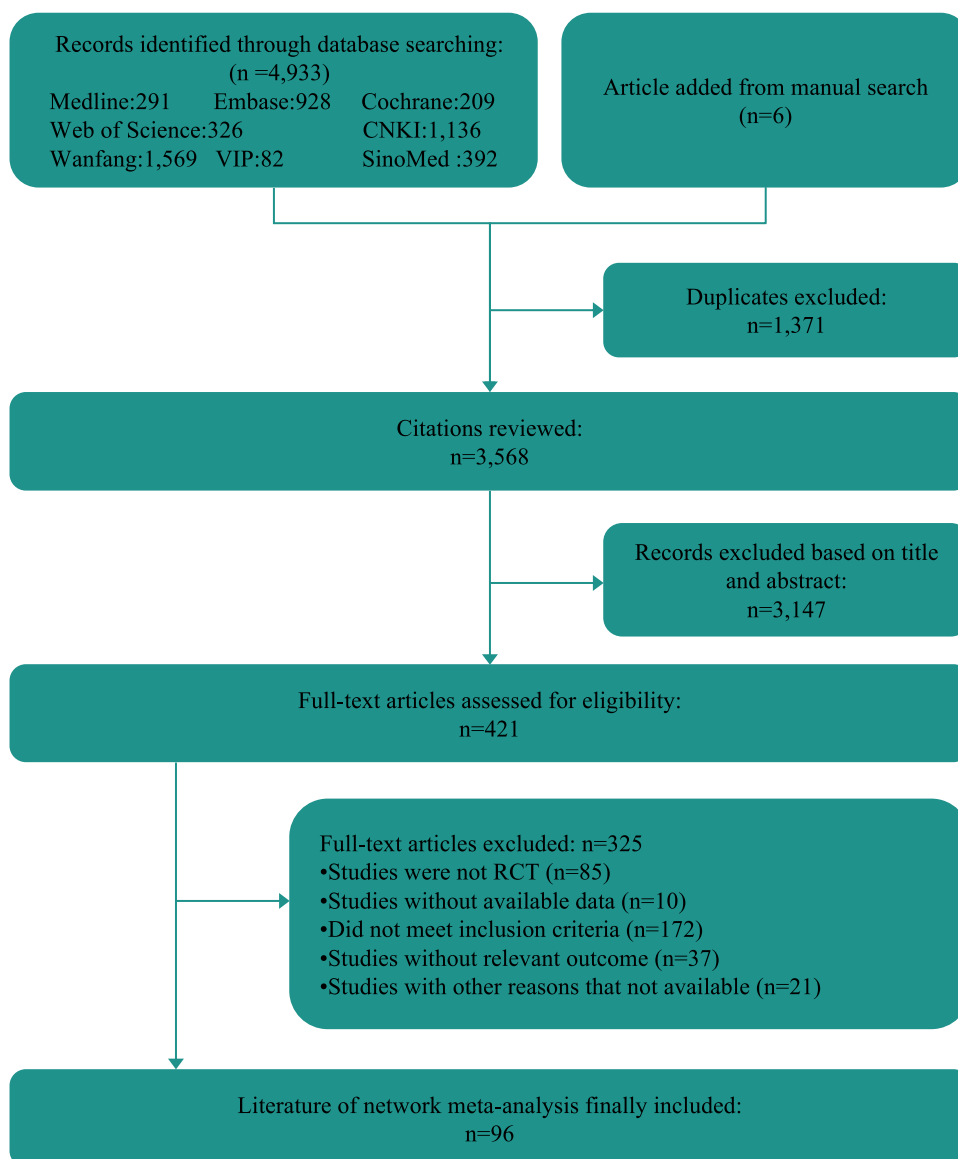 Records identified through database searching:
(n =4,933)
Medline:291 Embase:928 Cochrane:209
Web of Science:326 CNKI:1,136
Wanfang:1,569 VIP:82 SinoMed :392
Article added from manual search
(n=6)
Duplicates excluded:
n=1,371
Citations reviewed:
n=3,568
Records excluded based on title
and abstract:
n=3,147
Full-text articles assessed for eligibility:
n=421
Full-text articles excluded: n=325
•Studies were not RCT (n=85)
•Studies without available data (n=10)
•Did not meet inclusion criteria (n=172)
•Studies without relevant outcome (n=37)
•Studies with other reasons that not available (n=21)
Literature of network meta-analysis finally included:
n=96